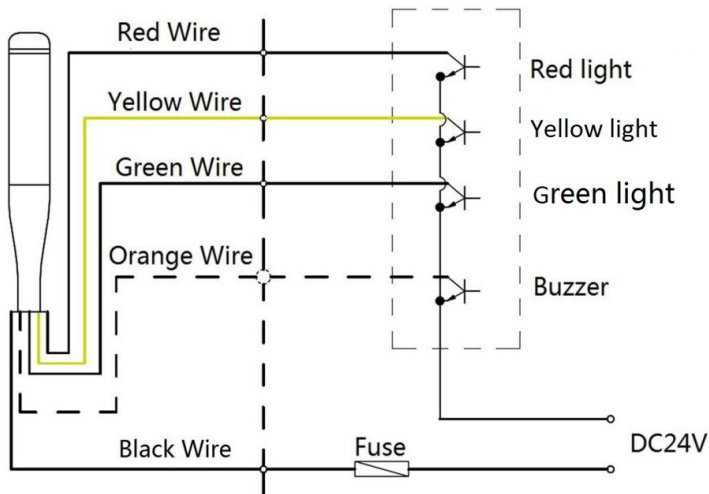 Red Wire
Red light
Yellow Wire
Yellow light
Green Wire
Green light
Orange Wire
Buzzer
Black Wire
Fuse
DC24V